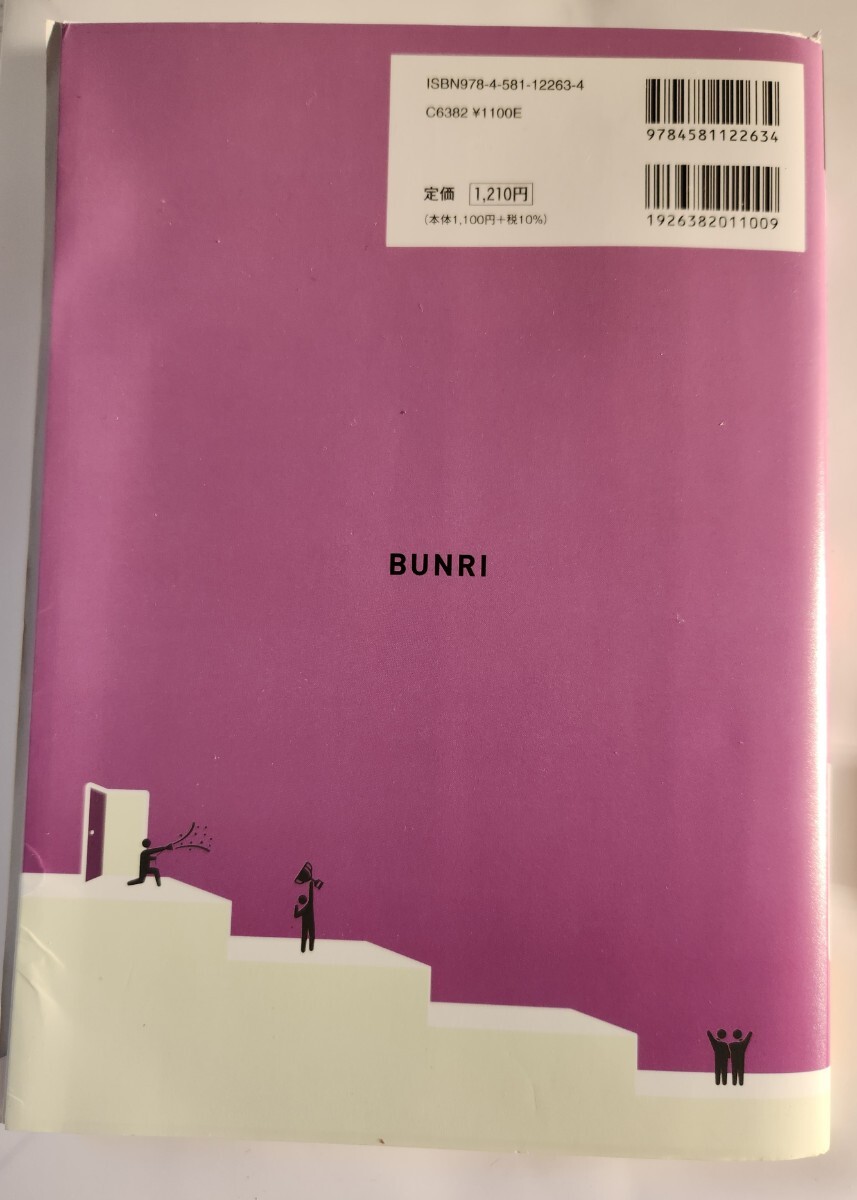 ISBN978-4-581-12263-4
C6382 ¥1100E
9784581122634
定価 1,210円
(本体1,100円+税10%)
1926382011009
BUNRI